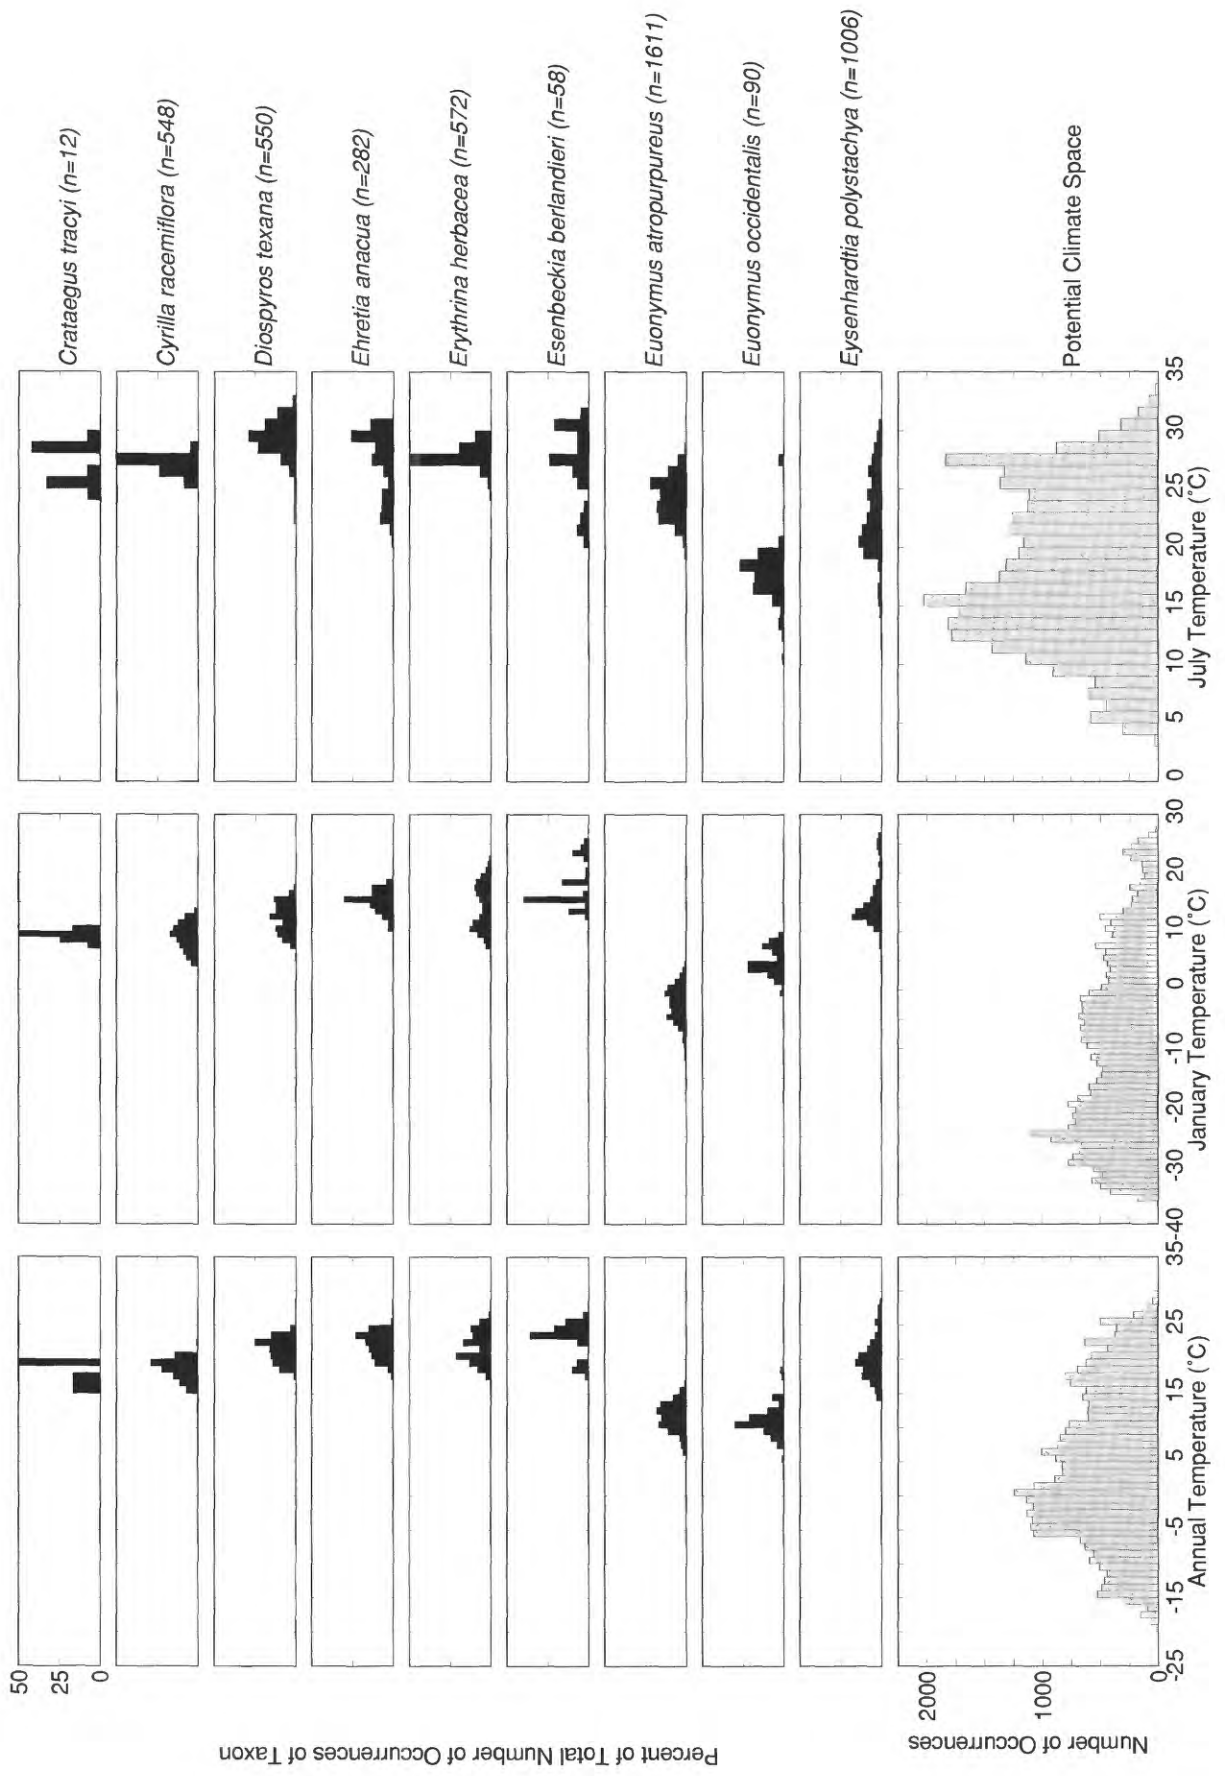 50
25
0
Crataegus tracyi (n=12)
Cyrilla racemiflora (n=548)
Diospyros texana (n=550)
Ehretia anacua (n=282)
Erythrina herbacea (n=572)
Esenbeckia berlandieri (n=58)
Euonymus atropurpureus (n=1611)
Euonymus occidentalis (n=90)
Eysenhardtia polystachya (n=1006)
Percent of Total Number of Occurrences of Taxon
Potential Climate Space
Number of Occurrences
2000
1000
0
-25 -15 -5 5 15 25 35
Annual Temperature (°C)
-40 -30 -20 -10 0 10 20 30
January Temperature (°C)
0 5 10 15 20 25 30 35
July Temperature (°C)